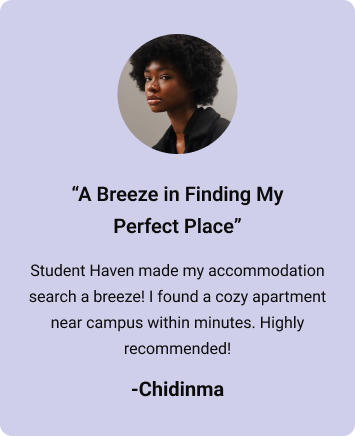 “A Breeze in Finding My
Perfect Place”
Student Haven made my accommodation
search a breeze! I found a cozy apartment
near campus within minutes. Highly
recommended!
-Chidinma